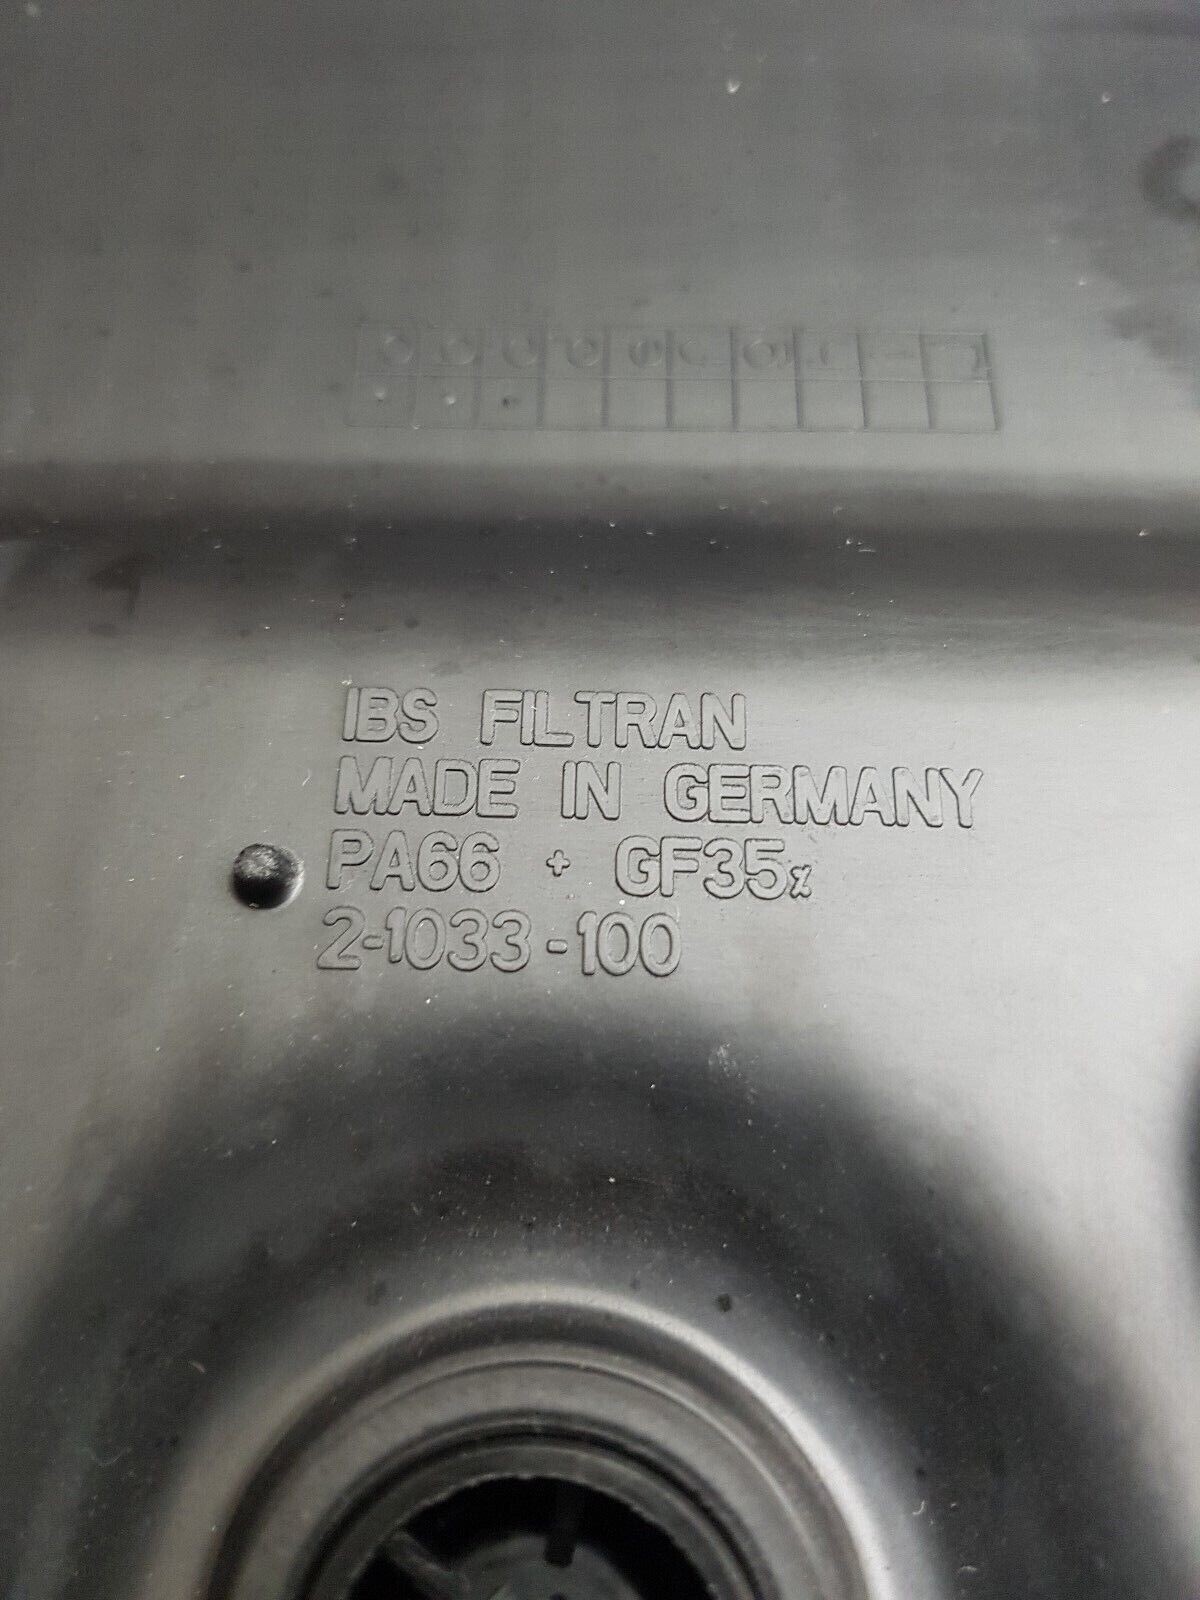 IBS FILTRAN
MADE IN GERMANY
PA66 + GF35%
2-1033-100